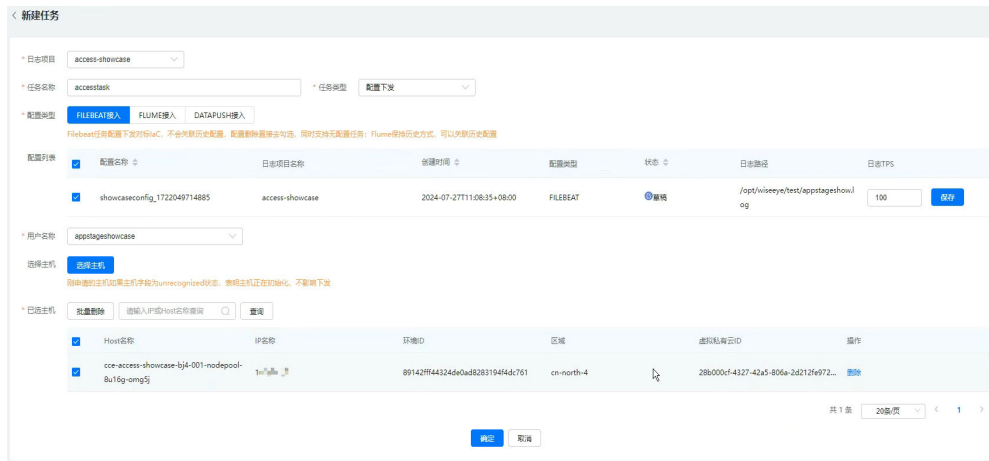 < 新建任务
* 日志项目 access-showcase
* 任务名称 accesstask * 任务类型 配置下发
* 配置类型 FILEBEAT接入 FLUME接入 DATAPUSH接入
Filebeat任务配置下发对标IaC，不会关联历史配置，配置删除直接去勾选，同时支持无配置任务；Flume保持历史方式，可以关联历史配置
配置列表 配置名称 日志项目名称 创建时间 配置类型 状态 日志路径 日志TPS
showcaseconfig_1722049714885 access-showcase 2024-07-27T11:08:35+08:00 FILEBEAT 草稿 /opt/wiseeye/test/appstageshow.l
og 100 保存
* 用户名称 appstageshowcase
选择主机 选择主机
刚申请的主机如果主机字段为unrecognized状态，表明主机正在初始化，不影响下发
* 已选主机 批量删除 请输入IP或Host名称查询 查询
Host名称 IP名称 环境ID 区域 虚拟私有云ID 操作
cce-access-showcase-bj4-001-nodepool-
8u16g-omg5j 89142fff44324de0ad8283194f4dc761 cn-north-4 28b000cf-4327-42a5-806a-2d212fe972... 删除
共 1 条 20条/页 < 1 >
确定 取消